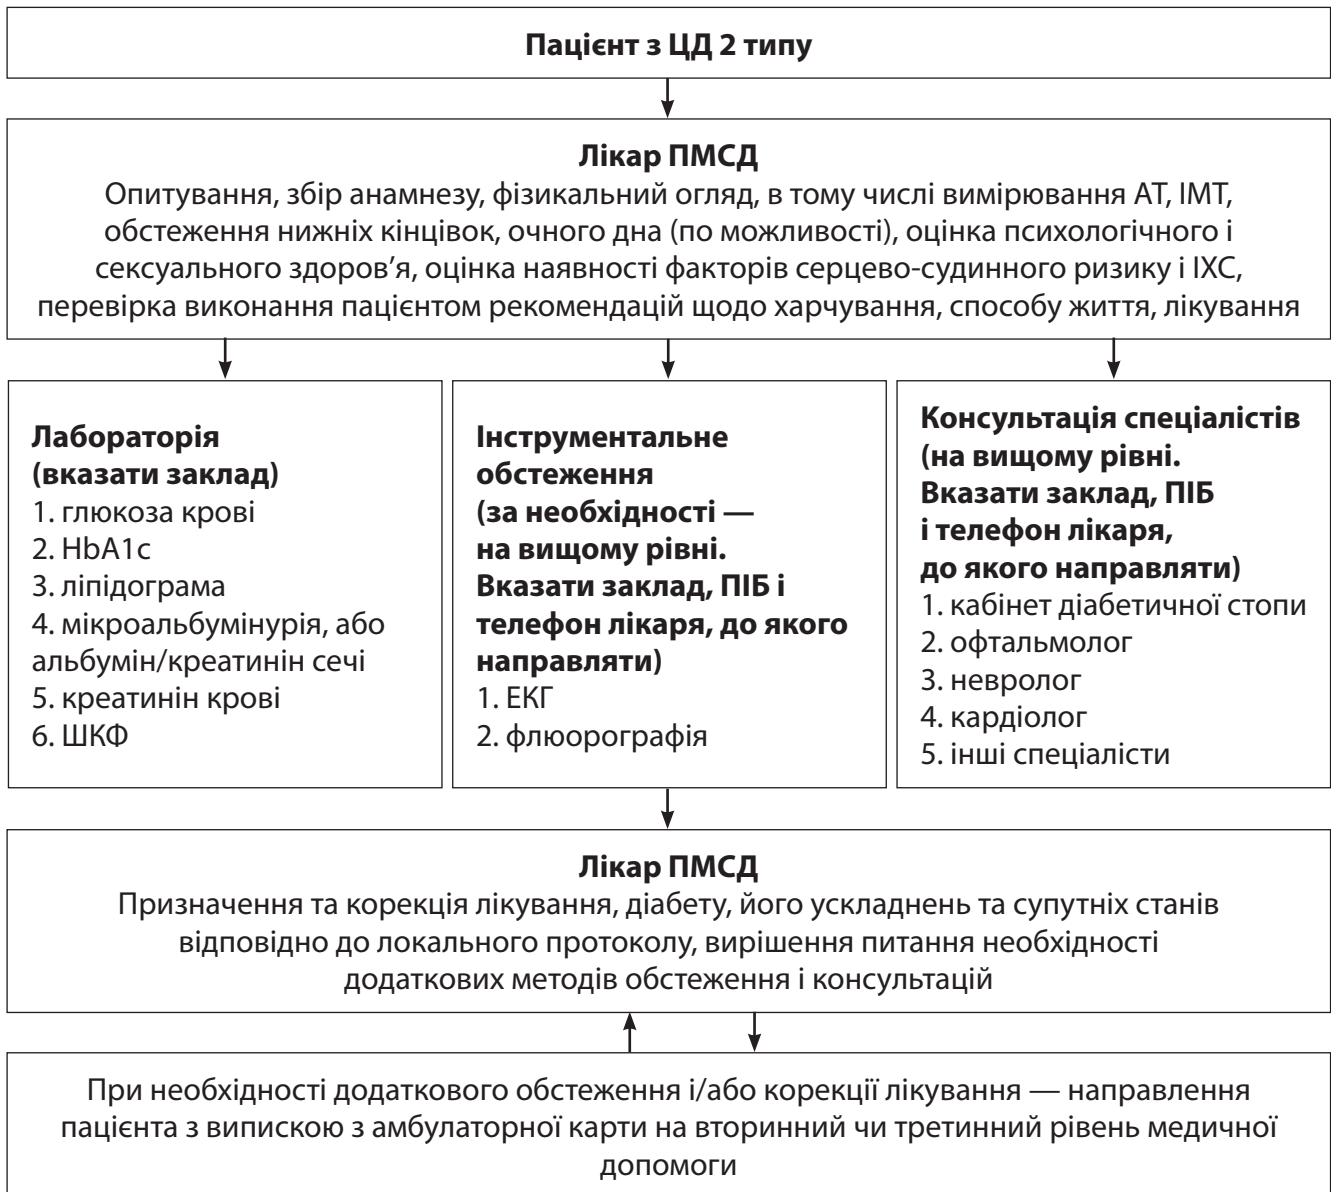 Пацієнт з ЦД 2 типу
Лікар ПМСД
Опитування, збір анамнезу, фізикальний огляд, в тому числі вимірювання АТ, ІМТ,
обстеження нижніх кінцівок, очного дна (по можливості), оцінка психологічного і
сексуального здоров’я, оцінка наявності факторів серцево-судинного ризику і ІХС,
перевірка виконання пацієнтом рекомендацій щодо харчування, способу життя, лікування
Лабораторія
(вказати заклад)
1. глюкоза крові
2. HbA1c
3. ліпідограма
4. мікроальбумінурія, або
альбумін/креатинін сечі
5. креатинін крові
6. ШКФ
Інструментальне
обстеження
(за необхідності —
на вищому рівні.
Вказати заклад, ПІБ і
телефон лікаря, до якого
направляти)
1. ЕКГ
2. флюорографія
Консультація спеціалістів
(на вищому рівні.
Вказати заклад, ПІБ
і телефон лікаря,
до якого направляти)
1. кабінет діабетичної стопи
2. офтальмолог
3. невролог
4. кардіолог
5. інші спеціалісти
Лікар ПМСД
Призначення та корекція лікування, діабету, його ускладнень та супутніх станів
відповідно до локального протоколу, вирішення питання необхідності
додаткових методів обстеження і консультацій
При необхідності додаткового обстеження і/або корекції лікування — направлення
пацієнта з випискою з амбулаторної карти на вторинний чи третинний рівень медичної
допомоги